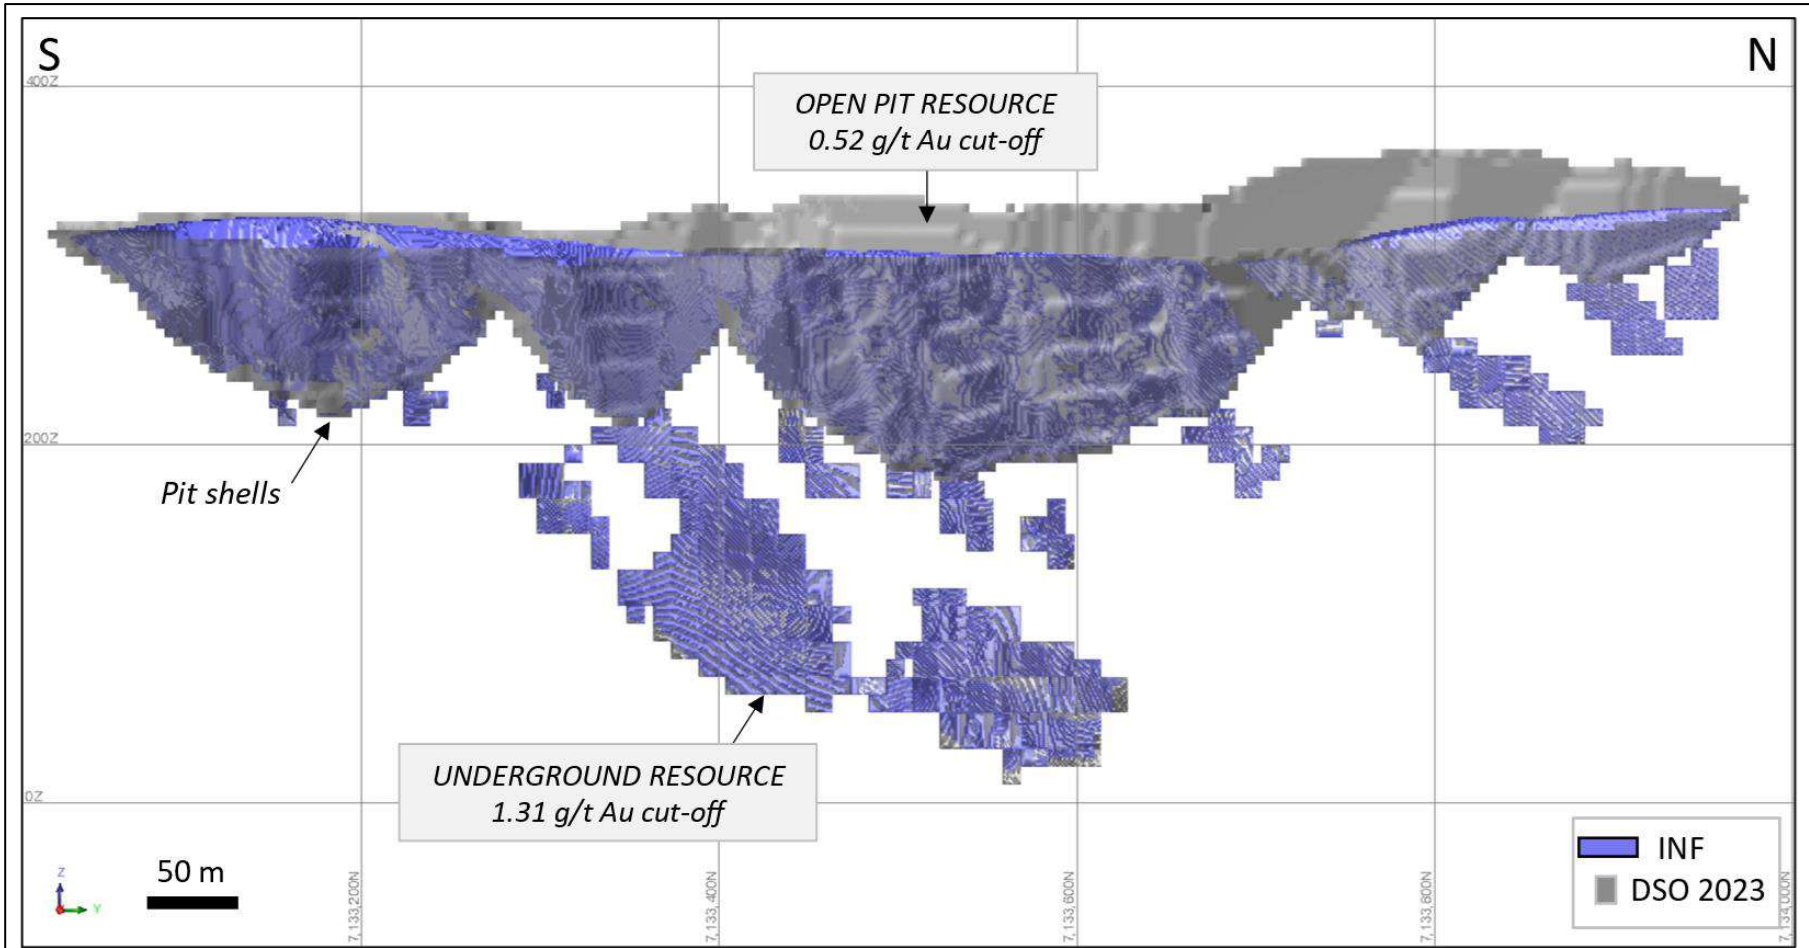 S
N
400Z
OPEN PIT RESOURCE
0.52 g/t Au cut-off
200Z
Pit shells
UNDERGROUND RESOURCE
1.31 g/t Au cut-off
0Z
INF
DSO 2023
50 m
Z
Y
7,133,200N
7,133,400N
7,133,600N
7,133,800N
7,134,000N